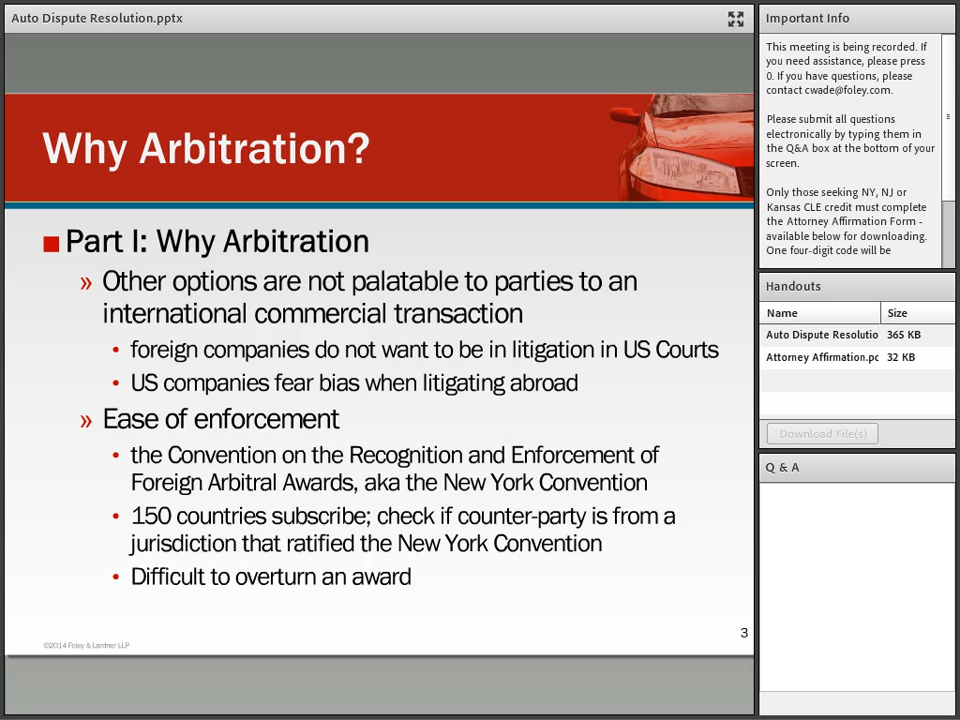 Auto Dispute Resolution.pptx
Why Arbitration?
■ Part I: Why Arbitration
» Other options are not palatable to parties to an
international commercial transaction
• foreign companies do not want to be in litigation in US Courts
• US companies fear bias when litigating abroad
» Ease of enforcement
• the Convention on the Recognition and Enforcement of
Foreign Arbitral Awards, aka the New York Convention
• 150 countries subscribe; check if counter-party is from a
jurisdiction that ratified the New York Convention
• Difficult to overturn an award
3
©2014 Foley & Lardner LLP
Important Info
This meeting is being recorded. If
you need assistance, please press
0. If you have questions, please
contact cwade@foley.com.
Please submit all questions
electronically by typing them in
the Q&A box at the bottom of your
screen.
Only those seeking NY, NJ or
Kansas CLE credit must complete
the Attorney Affirmation Form -
available below for downloading.
One four-digit code will be
Handouts
Name Size
Auto Dispute Resolutio 365 KB
Attorney Affirmation.pc 32 KB
Download File(s)
Q & A